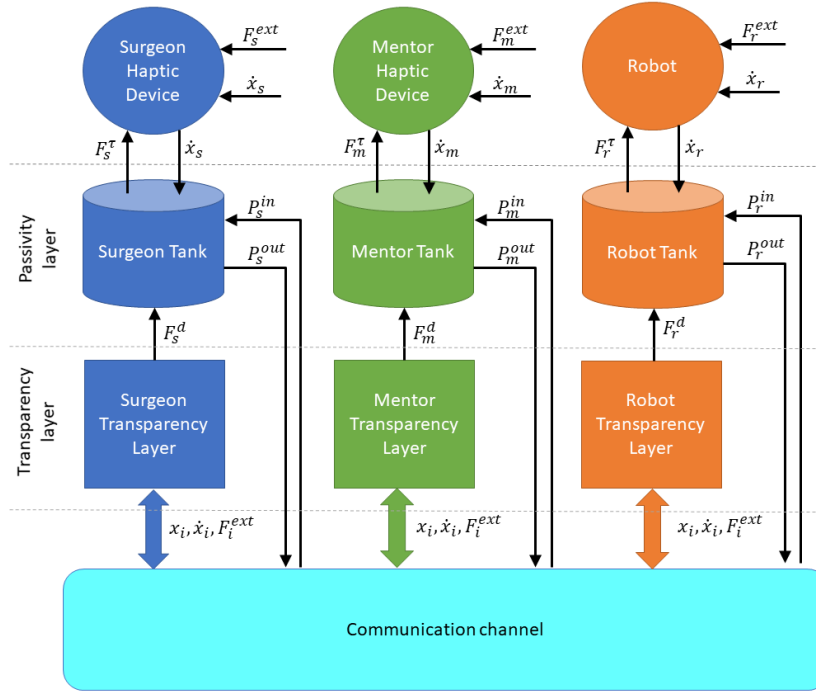 Surgeon
Haptic
Device
F_s^{ext}
ẋ_s
Mentor
Haptic
Device
F_m^{ext}
ẋ_m
Robot
F_r^{ext}
ẋ_r
F_s^τ
ẋ_s
F_m^τ
ẋ_m
F_r^τ
ẋ_r
Passivity
layer
Surgeon Tank
P_s^{in}
P_s^{out}
Mentor Tank
P_m^{in}
P_m^{out}
Robot Tank
P_r^{in}
P_r^{out}
F_s^d
F_m^d
F_r^d
Transparency
layer
Surgeon
Transparency
Layer
Mentor
Transparency
Layer
Robot
Transparency
Layer
x_i, ẋ_i, F_i^{ext}
x_i, ẋ_i, F_i^{ext}
x_i, ẋ_i, F_i^{ext}
Communication channel